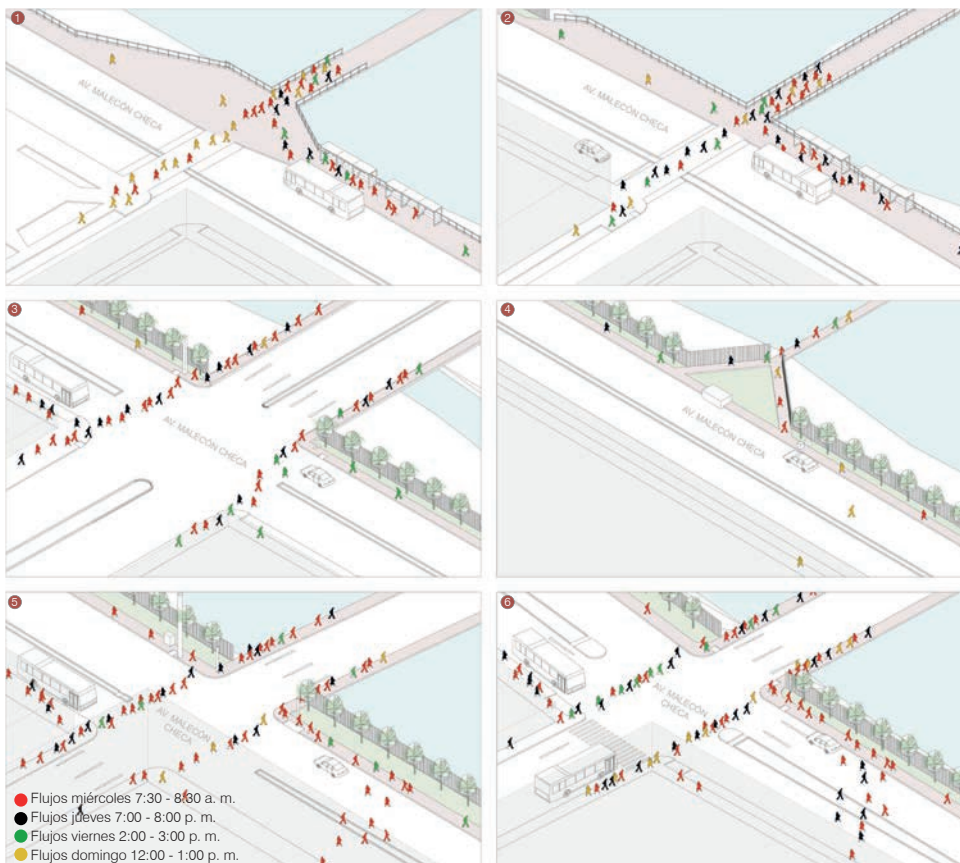 1
AV. MALECÓN CHECA
2
AV. MALECÓN CHECA
3
AV. MALECÓN CHECA
4
AV. MALECÓN CHECA
5
AV. MALECÓN
CHECA
6
AV. MALECÓN
CHECA
Flujos miércoles 7:30 - 8:30 a. m.
Flujos jueves 7:00 - 8:00 p. m.
Flujos viernes 2:00 - 3:00 p. m.
Flujos domingo 12:00 - 1:00 p. m.